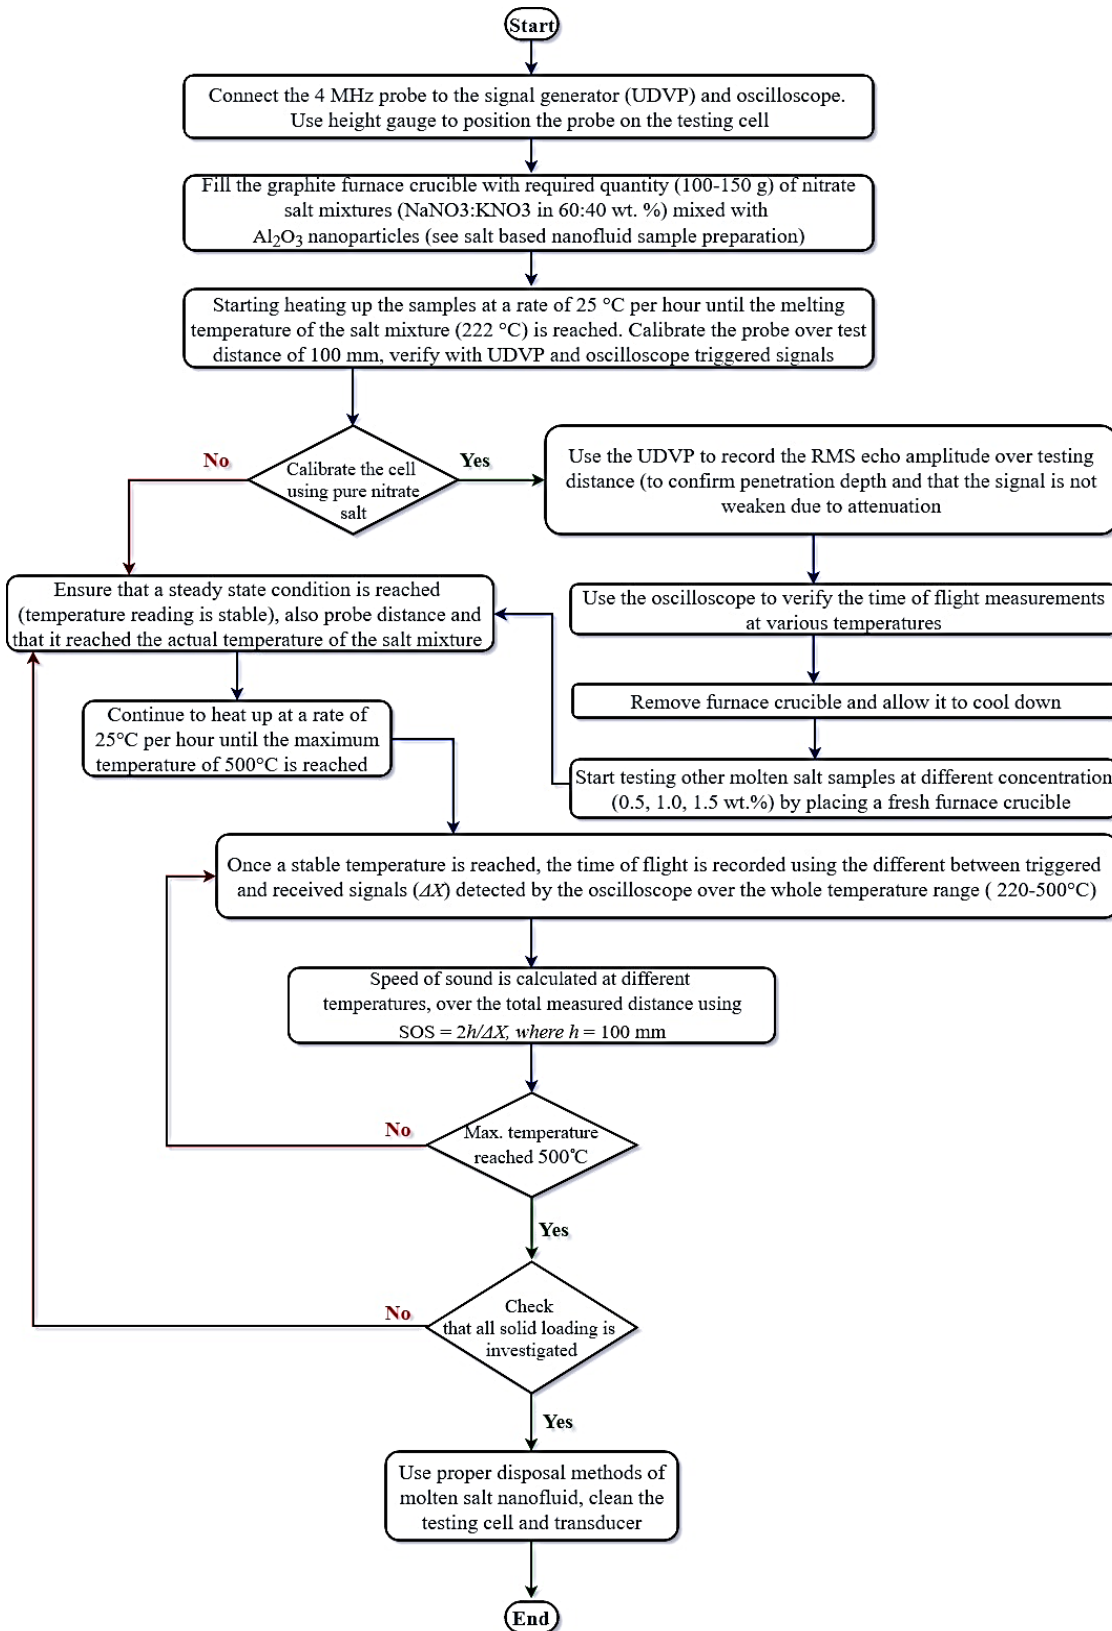 Start
Connect the 4 MHz probe to the signal generator (UDVP) and oscilloscope.
Use height gauge to position the probe on the testing cell
Fill the graphite furnace crucible with required quantity (100-150 g) of nitrate
salt mixtures (NaNO3:KNO3 in 60:40 wt. %) mixed with
Al₂O₃ nanoparticles (see salt based nanofluid sample preparation)
Starting heating up the samples at a rate of 25 °C per hour until the melting
temperature of the salt mixture (222 °C) is reached. Calibrate the probe over test
distance of 100 mm, verify with UDVP and oscilloscope triggered signals
No
Calibrate the cell
using pure nitrate
salt
Yes
Use the UDVP to record the RMS echo amplitude over testing
distance (to confirm penetration depth and that the signal is not
weaken due to attenuation
Ensure that a steady state condition is reached
(temperature reading is stable), also probe distance and
that it reached the actual temperature of the salt mixture
Use the oscilloscope to verify the time of flight measurements
at various temperatures
Remove furnace crucible and allow it to cool down
Continue to heat up at a rate of
25°C per hour until the maximum
temperature of 500°C is reached
Start testing other molten salt samples at different concentration
(0.5, 1.0, 1.5 wt.%) by placing a fresh furnace crucible
Once a stable temperature is reached, the time of flight is recorded using the different between triggered
and received signals (ΔX) detected by the oscilloscope over the whole temperature range ( 220-500°C)
Speed of sound is calculated at different
temperatures, over the total measured distance using
SOS = 2h/ΔX, where h = 100 mm
No
Max. temperature
reached 500°C
Yes
No
Check
that all solid loading is
investigated
Yes
Use proper disposal methods of
molten salt nanofluid, clean the
testing cell and transducer
End